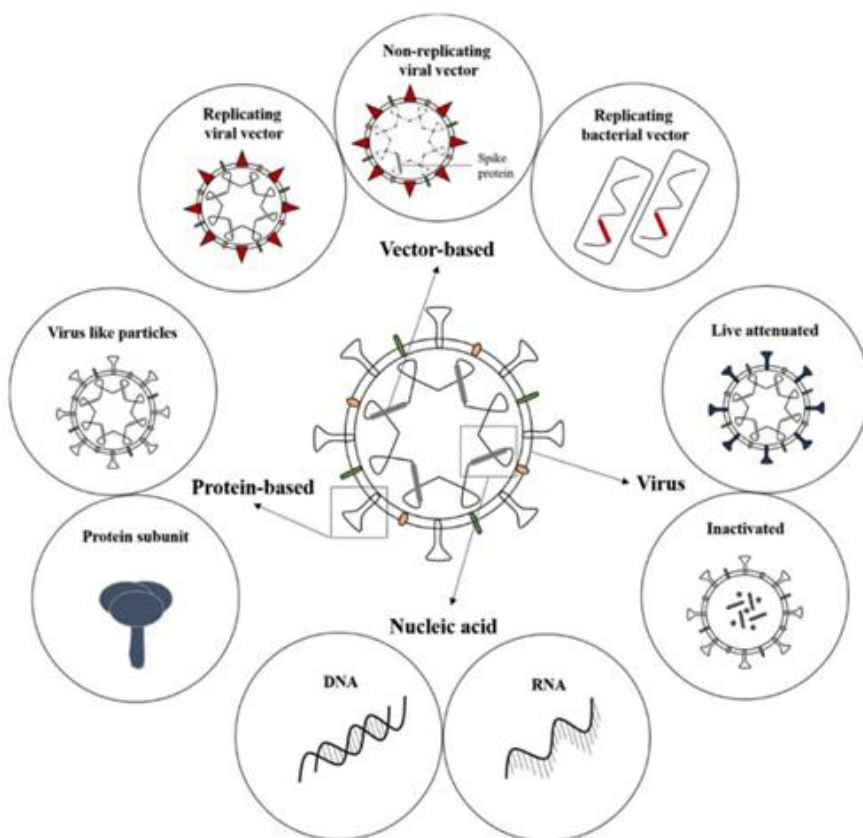 Non-replicating
viral vector
Replicating
viral vector
Replicating
bacterial vector
Spike
protein
Vector-based
Virus like particles
Live attenuated
Protein-based
Virus
Protein subunit
Inactivated
Nucleic acid
DNA
RNA